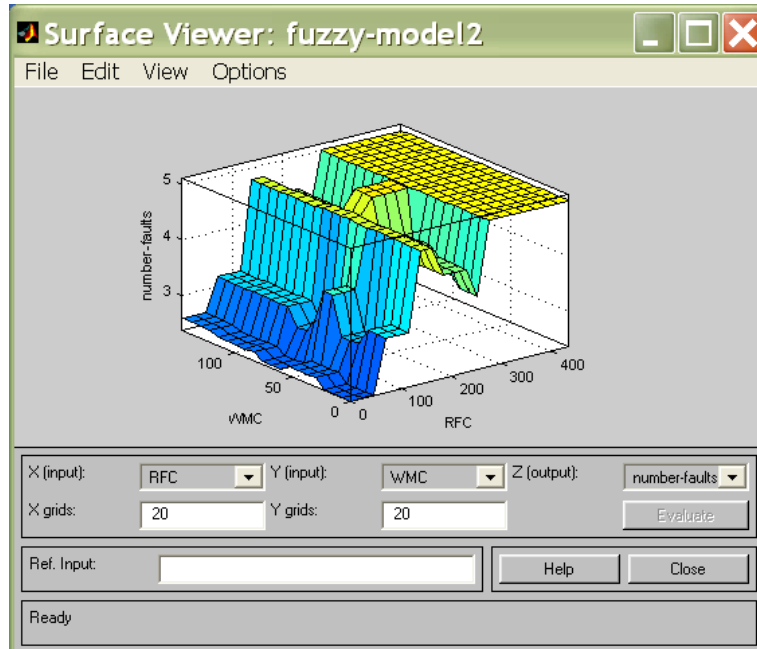 Surface Viewer: fuzzy-model2
File Edit View Options
5
4
3
number-faults
100
50
0
WMC
0
100
200
300
400
RFC
X (input): RFC Y (input): WMC Z (output): number-faults
X grids: 20 Y grids: 20 Evaluate
Ref. Input: Help Close
Ready